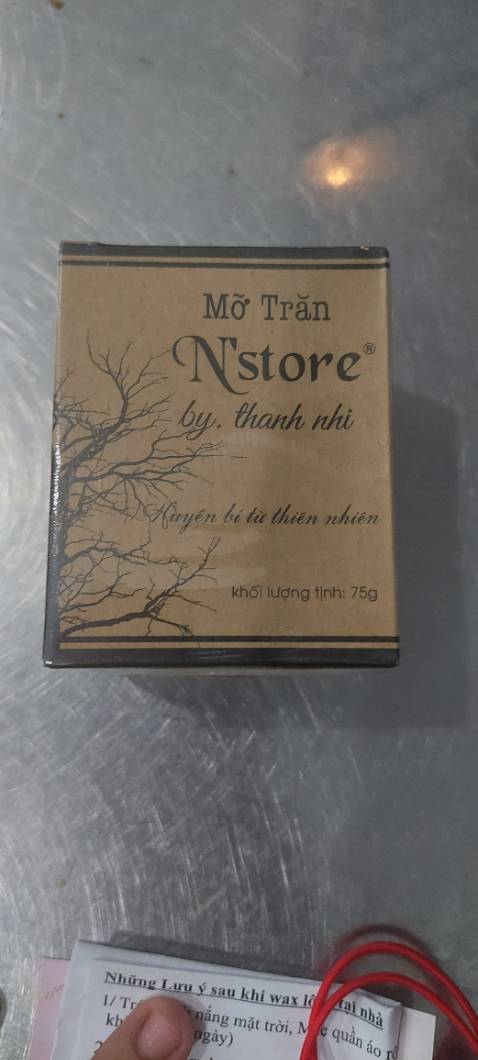 Mỡ Trăn
N'store®
by. thanh nhi
Huyền bí từ thiên nhiên
khối lượng tịnh: 75g
Những Lưu ý sau khi wax tại nhà
1/ nắng mặt trời, quần áo
ngày)